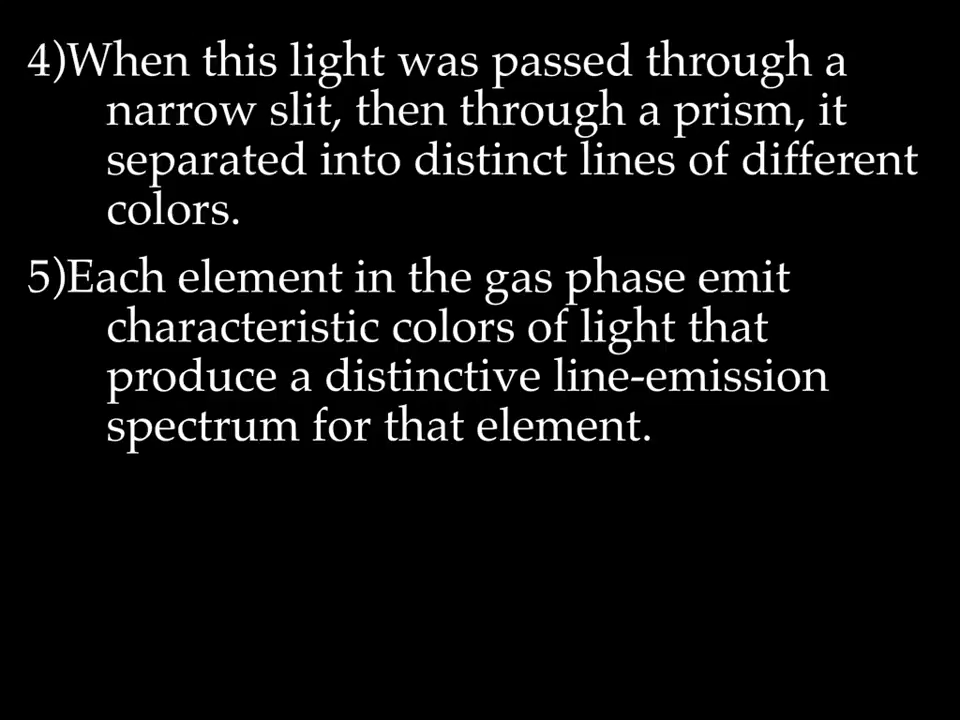 4)When this light was passed through a
narrow slit, then through a prism, it
separated into distinct lines of different
colors.
5)Each element in the gas phase emit
characteristic colors of light that
produce a distinctive line-emission
spectrum for that element.